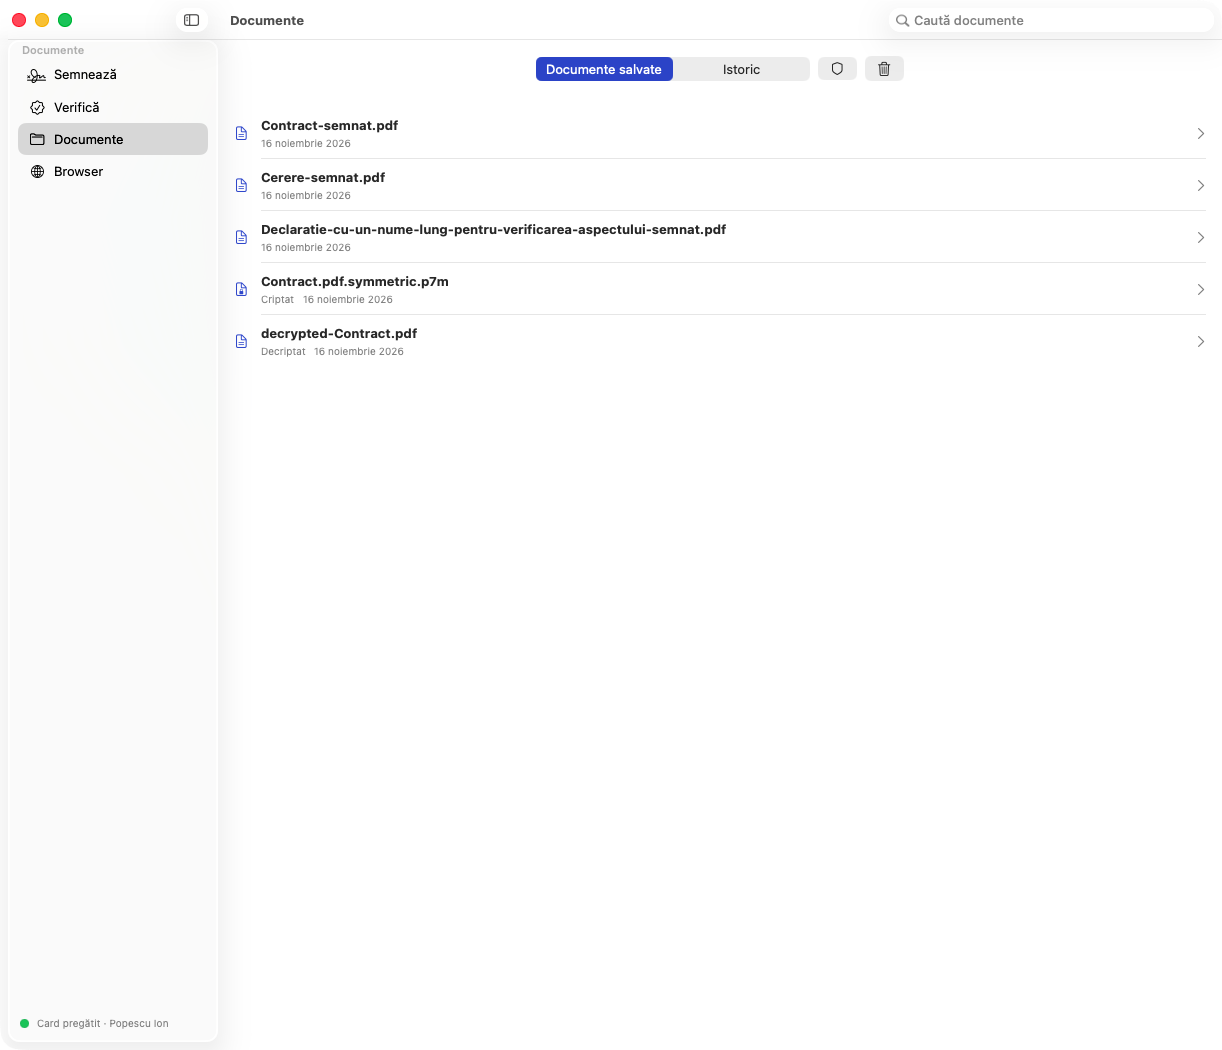 Documente
Caută documente
Documente
Semnează
Verifică
Documente
Browser
Documente salvate
Istoric
Contract-semnat.pdf
16 noiembrie 2026
Cerere-semnat.pdf
16 noiembrie 2026
Declaratie-cu-un-nume-lung-pentru-verificarea-aspectului-semnat.pdf
16 noiembrie 2026
Contract.pdf.symmetric.p7m
Criptat 16 noiembrie 2026
decrypted-Contract.pdf
Decriptat 16 noiembrie 2026
Card pregătit · Popescu Ion